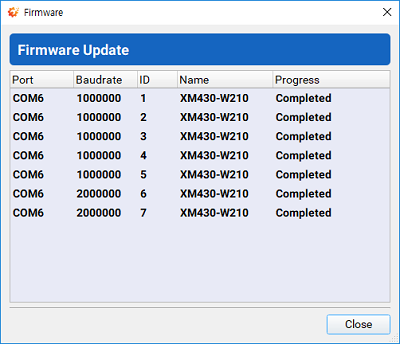 Firmware
Firmware Update
Port Baudrate ID Name Progress
COM6 1000000 1 XM430-W210 Completed
COM6 1000000 2 XM430-W210 Completed
COM6 1000000 3 XM430-W210 Completed
COM6 1000000 4 XM430-W210 Completed
COM6 1000000 5 XM430-W210 Completed
COM6 2000000 6 XM430-W210 Completed
COM6 2000000 7 XM430-W210 Completed
Close